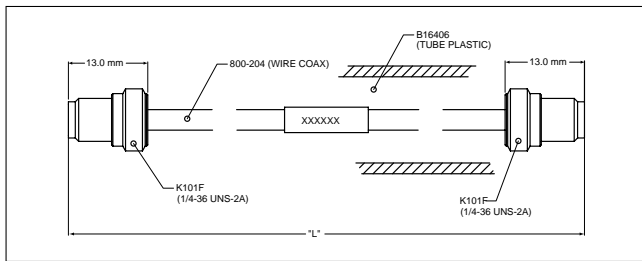 B16406
(TUBE PLASTIC)
13.0 mm
800-204 (WIRE COAX)
13.0 mm
XXXXXX
K101F
(1/4-36 UNS-2A)
K101F
(1/4-36 UNS-2A)
"L"